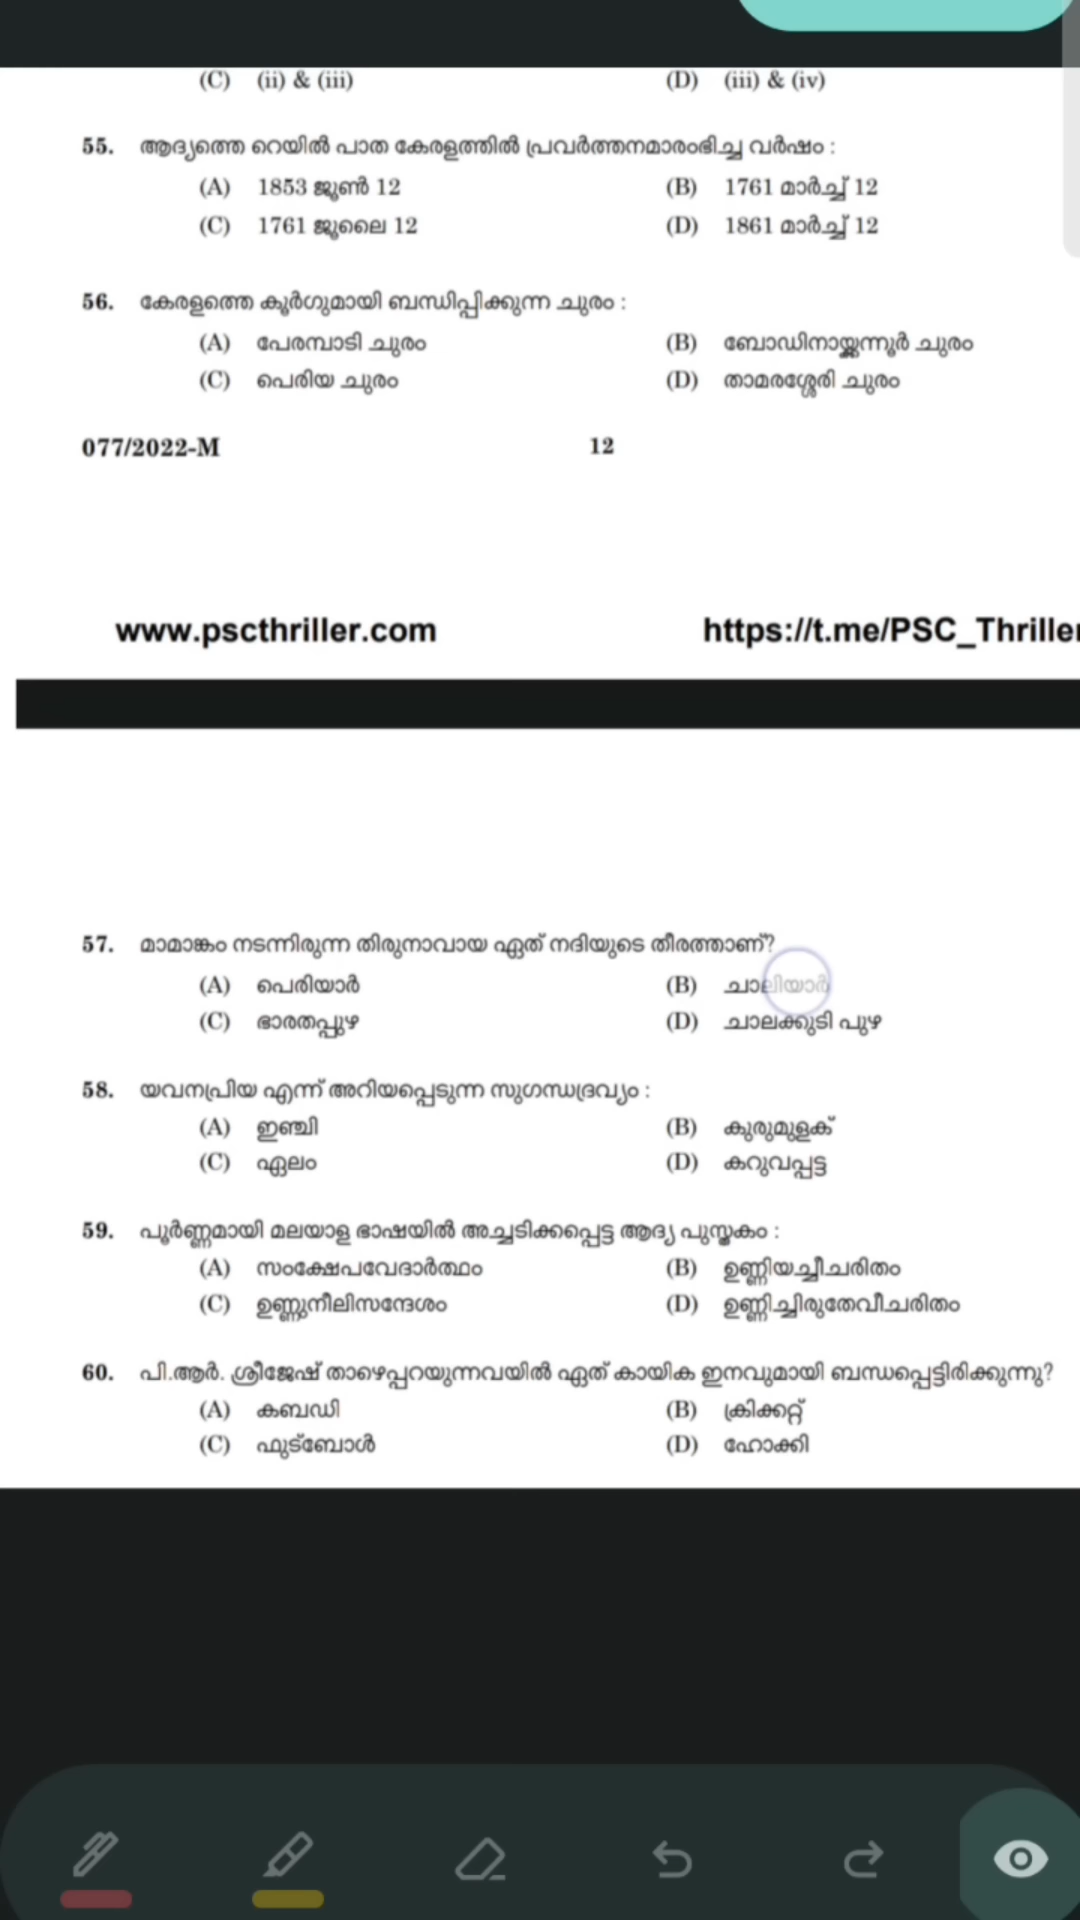 (C) (ii) & (iii) (D) (iii) & (iv)
55. ആദ്യത്തെ റെയിൽ പാത കേരളത്തിൽ പ്രവർത്തനമാരംഭിച്ച വർഷം :
(A) 1853 ജൂൺ 12 (B) 1761 മാർച്ച് 12
(C) 1761 ജൂലൈ 12 (D) 1861 മാർച്ച് 12
56. കേരളത്തെ കൂർഗുമായി ബന്ധിപ്പിക്കുന്ന ചുരം :
(A) പേരമ്പാടി ചുരം (B) ബോഡിനായ്ക്കന്നൂർ ചുരം
(C) പെരിയ ചുരം (D) താമരശ്ശേരി ചുരം
077/2022-M 12
www.pscthriller.com https://t.me/PSC_Thriller
57. മാമാങ്കം നടന്നിരുന്ന തിരുനാവായ ഏത് നദിയുടെ തീരത്താണ്?
(A) പെരിയാർ (B) ചാലിയാർ
(C) ഭാരതപ്പുഴ (D) ചാലക്കുടി പുഴ
58. യവനപ്രിയ എന്ന് അറിയപ്പെടുന്ന സുഗന്ധദ്രവ്യം :
(A) ഇഞ്ചി (B) കുരുമുളക്
(C) ഏലം (D) കറുവപ്പട്ട
59. പൂർണ്ണമായി മലയാള ഭാഷയിൽ അച്ചടിക്കപ്പെട്ട ആദ്യ പുസ്തകം :
(A) സംക്ഷേപവേദാർത്ഥം (B) ഉണ്ണിയച്ചീചരിതം
(C) ഉണ്ണുനീലിസന്ദേശം (D) ഉണ്ണിച്ചിരുതേവീചരിതം
60. പി.ആർ. ശ്രീജേഷ് താഴെപ്പറയുന്നവയിൽ ഏത് കായിക ഇനവുമായി ബന്ധപ്പെട്ടിരിക്കുന്നു?
(A) കബഡി (B) ക്രിക്കറ്റ്
(C) ഫുട്ബോൾ (D) ഹോക്കി